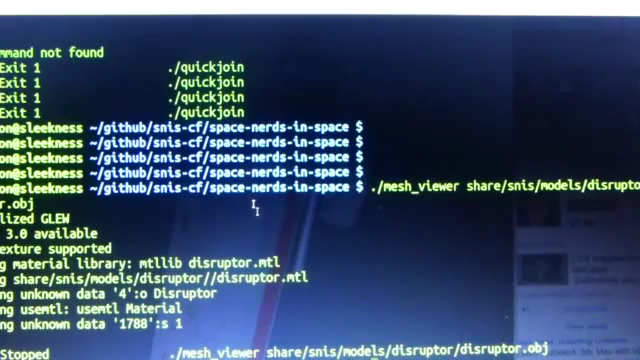 mmand not found
Exit 1 ./quickjoin
Exit 1 ./quickjoin
Exit 1 ./quickjoin
Exit 1 ./quickjoin
on@sleekness ~/github/snis-cf/space-nerds-in-space $
on@sleekness ~/github/snis-cf/space-nerds-in-space $
on@sleekness ~/github/snis-cf/space-nerds-in-space $
on@sleekness ~/github/snis-cf/space-nerds-in-space $
on@sleekness ~/github/snis-cf/space-nerds-in-space $ ./mesh_viewer share/snis/models/disrupto
r.obj
lized GLEW
3.0 available
exture supported
g material library: mtllib disruptor.mtl
g share/snis/models/disruptor//disruptor.mtl
ng unknown data '4':o Disruptor
ng usemtl: usemtl Material
ng unknown data '1788':s 1
Stopped ./mesh_viewer share/snis/models/disruptor/disruptor.obj